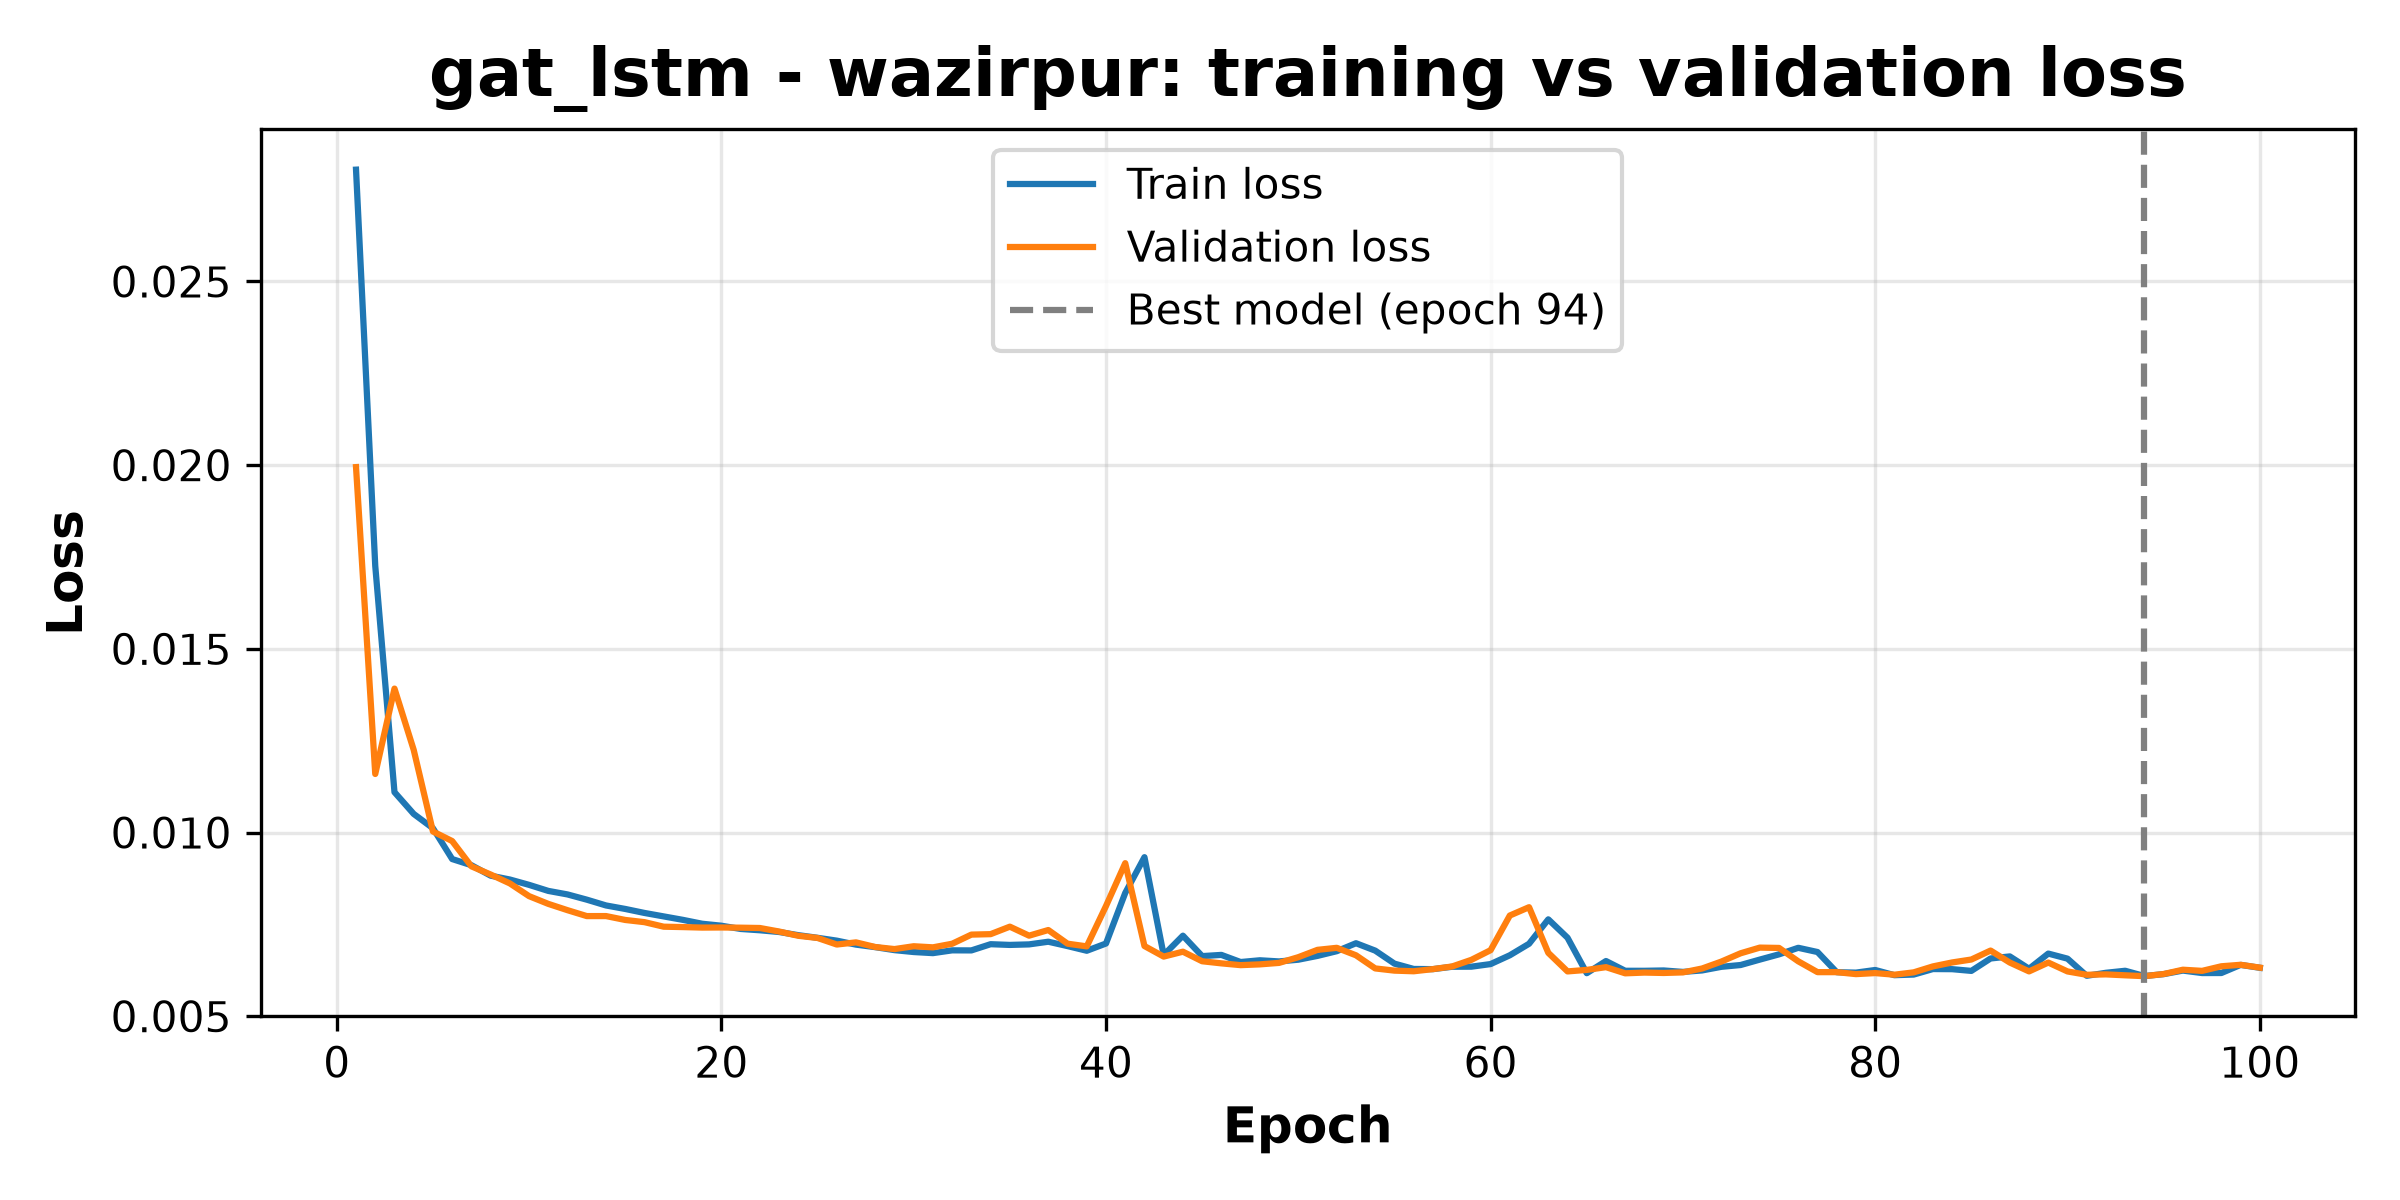 gat_lstm - wazirpur: training vs validation loss
Train loss
Validation loss
Best model (epoch 94)
Loss
0.025
0.020
0.015
0.010
0.005
0 20 40 60 80 100
Epoch